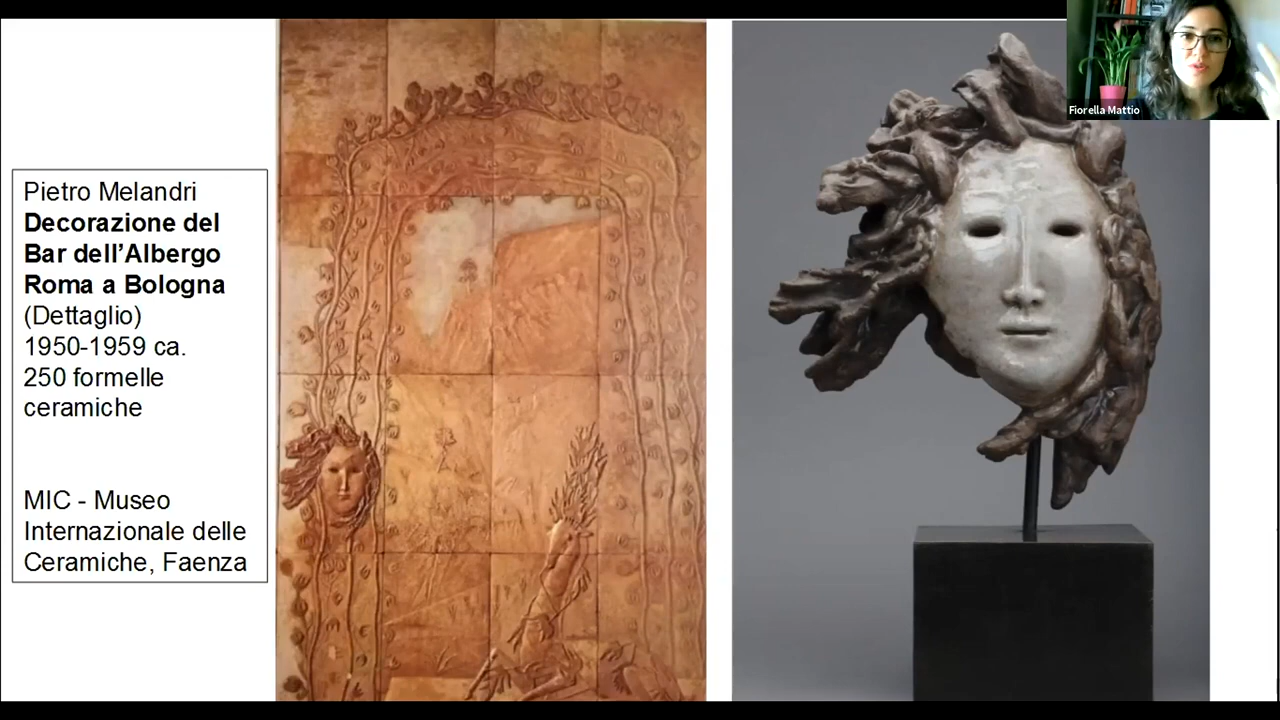 Pietro Melandri
Decorazione del
Bar dell’Albergo
Roma a Bologna
(Dettaglio)
1950-1959 ca.
250 formelle
ceramiche
MIC - Museo
Internazionale delle
Ceramiche, Faenza
Fiorella Mattio